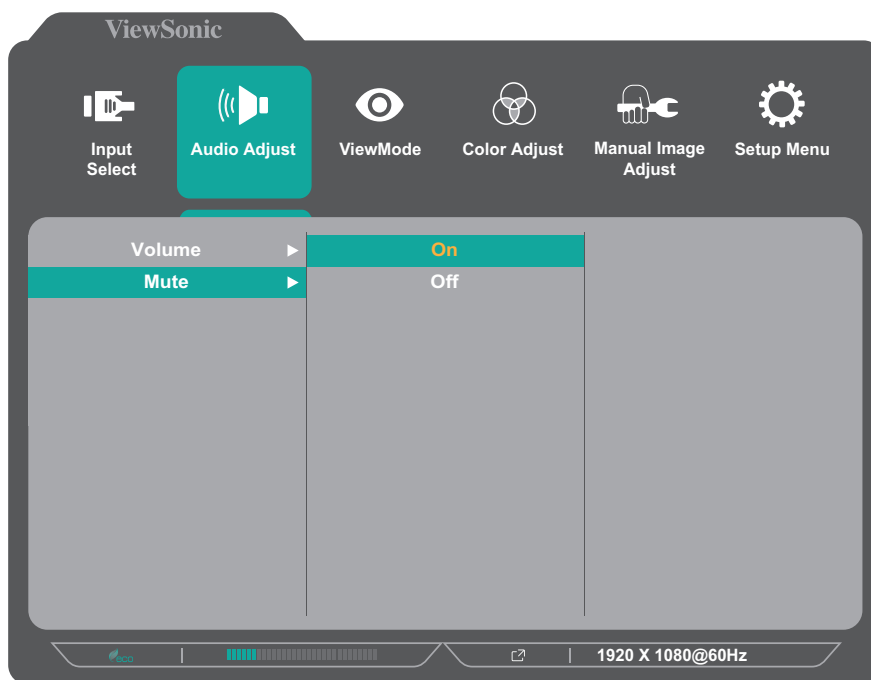 ViewSonic
Input
Select
Audio Adjust
ViewMode
Color Adjust
Manual Image
Adjust
Setup Menu
Volume
On
Mute
Off
eco
1920 X 1080@60Hz